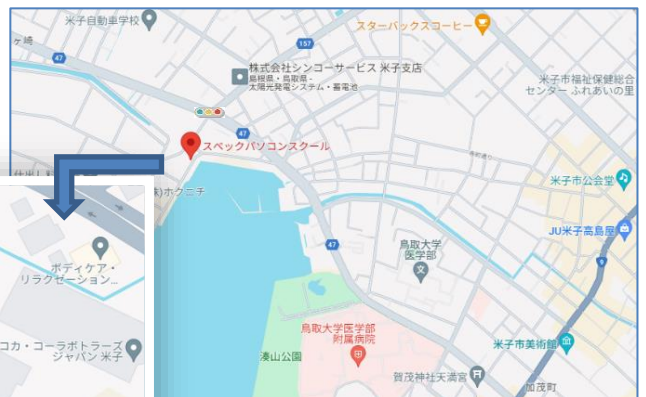 米子自動車学校
スターバックスコーヒー
ヶ崎
47
157
株式会社シンコーサービス 米子支店
島根県・鳥取県・
太陽光発電システム・蓄電池
米子市福祉保健総合
センター ふれあいの里
47
スペックパソコンスクール
米子市公会堂
JU米子高島屋
ホクニチ
47
鳥取大学
医学部
9
ボディケア・
リラクゼーション...
コカ・コーラボトラーズ
ジャパン 米子
鳥取大学医学部
附属病院
湊山公園
米子市美術館
賀茂神社天満宮
加茂町